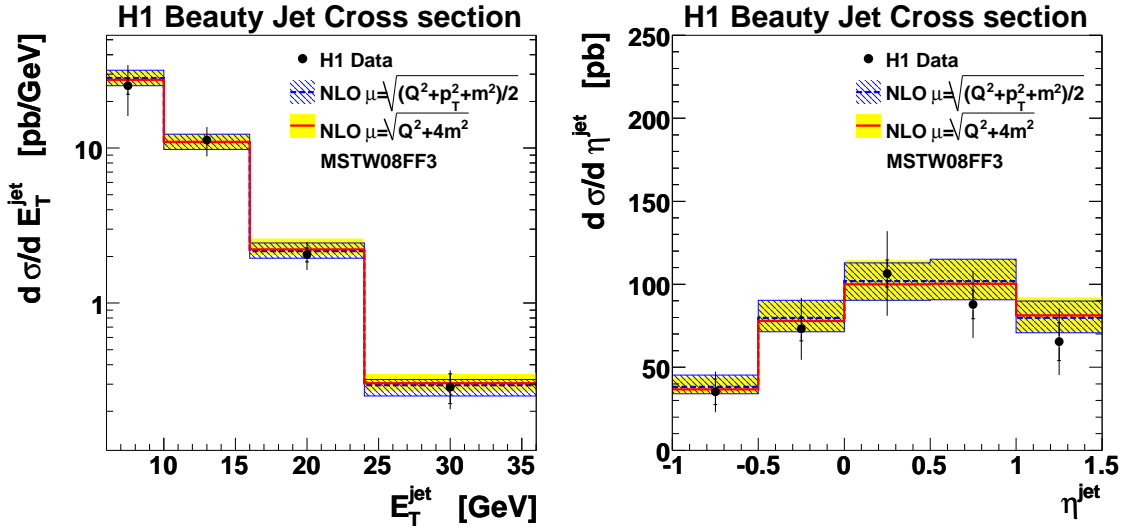 H1 Beauty Jet Cross section
d σ/d E_T^jet [pb/GeV]
10
1
H1 Data
NLO μ=√(Q²+p_T²+m²)/2
NLO μ=√Q²+4m²
MSTW08FF3
10 15 20 25 30 35
E_T^jet [GeV]
H1 Beauty Jet Cross section
d σ/d η^jet [pb]
250
200
150
100
50
0
H1 Data
NLO μ=√(Q²+p_T²+m²)/2
NLO μ=√Q²+4m²
MSTW08FF3
-1 -0.5 0 0.5 1 1.5
η^jet